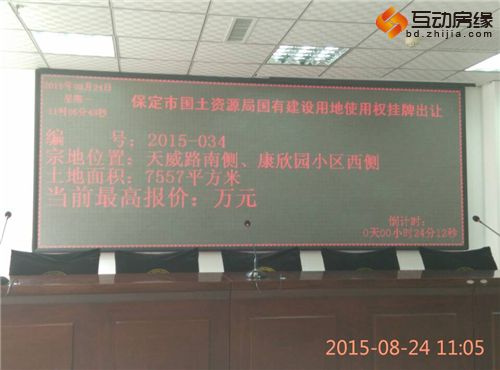 互动房缘
bd.zhijia.com
2015年08月24日
星期一
保定市国土资源局国有建设用地使用权挂牌出让
编 号：2015-034
宗地位置：天威路南侧、康欣园小区西侧
土地面积：7557平方米
当前最高报价：万元
倒计时：
0天00小时24分12秒
2015-08-24 11:05